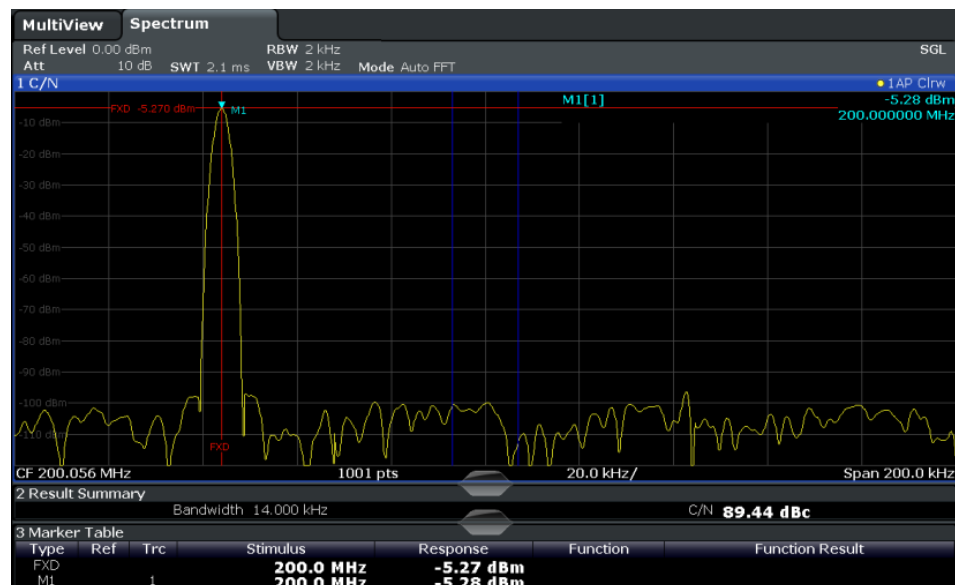 MultiView Spectrum
Ref Level 0.00 dBm RBW 2 kHz SGL
Att 10 dB SWT 2.1 ms VBW 2 kHz Mode Auto FFT
1 C/N 1AP Clrw
FXD -5.270 dBm M1 M1[1] -5.28 dBm
200.000000 MHz
-10 dBm
-20 dBm
-30 dBm
-40 dBm
-50 dBm
-60 dBm
-70 dBm
-80 dBm
-90 dBm
-100 dBm
-110 dBm
FXD
CF 200.056 MHz 1001 pts 20.0 kHz/ Span 200.0 kHz
2 Result Summary
Bandwidth 14.000 kHz C/N 89.44 dBc
3 Marker Table
Type Ref Trc Stimulus Response Function Function Result
FXD 200.0 MHz -5.27 dBm
M1 1 200.0 MHz -5.28 dBm